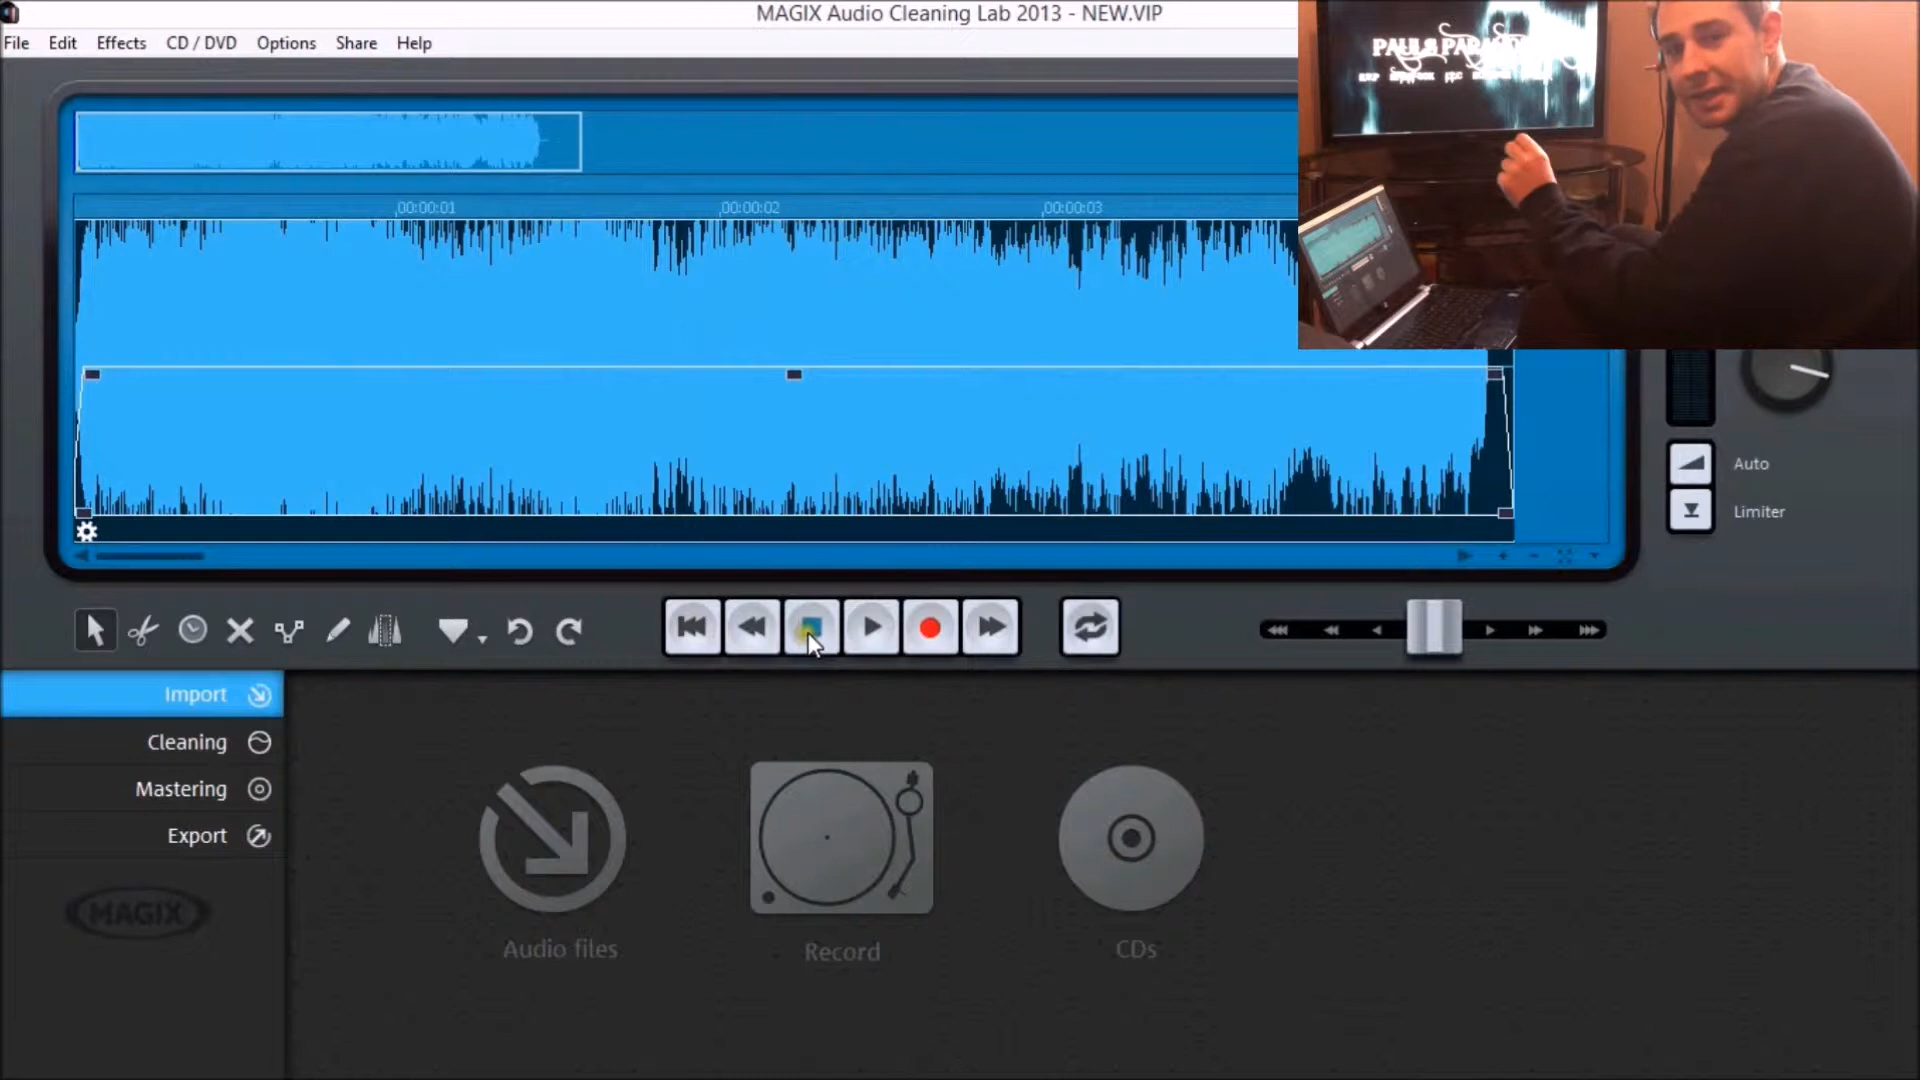 MAGIX Audio Cleaning Lab 2013 - NEW.VIP
File Edit Effects CD / DVD Options Share Help
,00:00:01 ,00:00:02 ,00:00:03
Auto
Limiter
Import
Cleaning
Mastering
Export
MAGIX
Audio files
Record
CDs